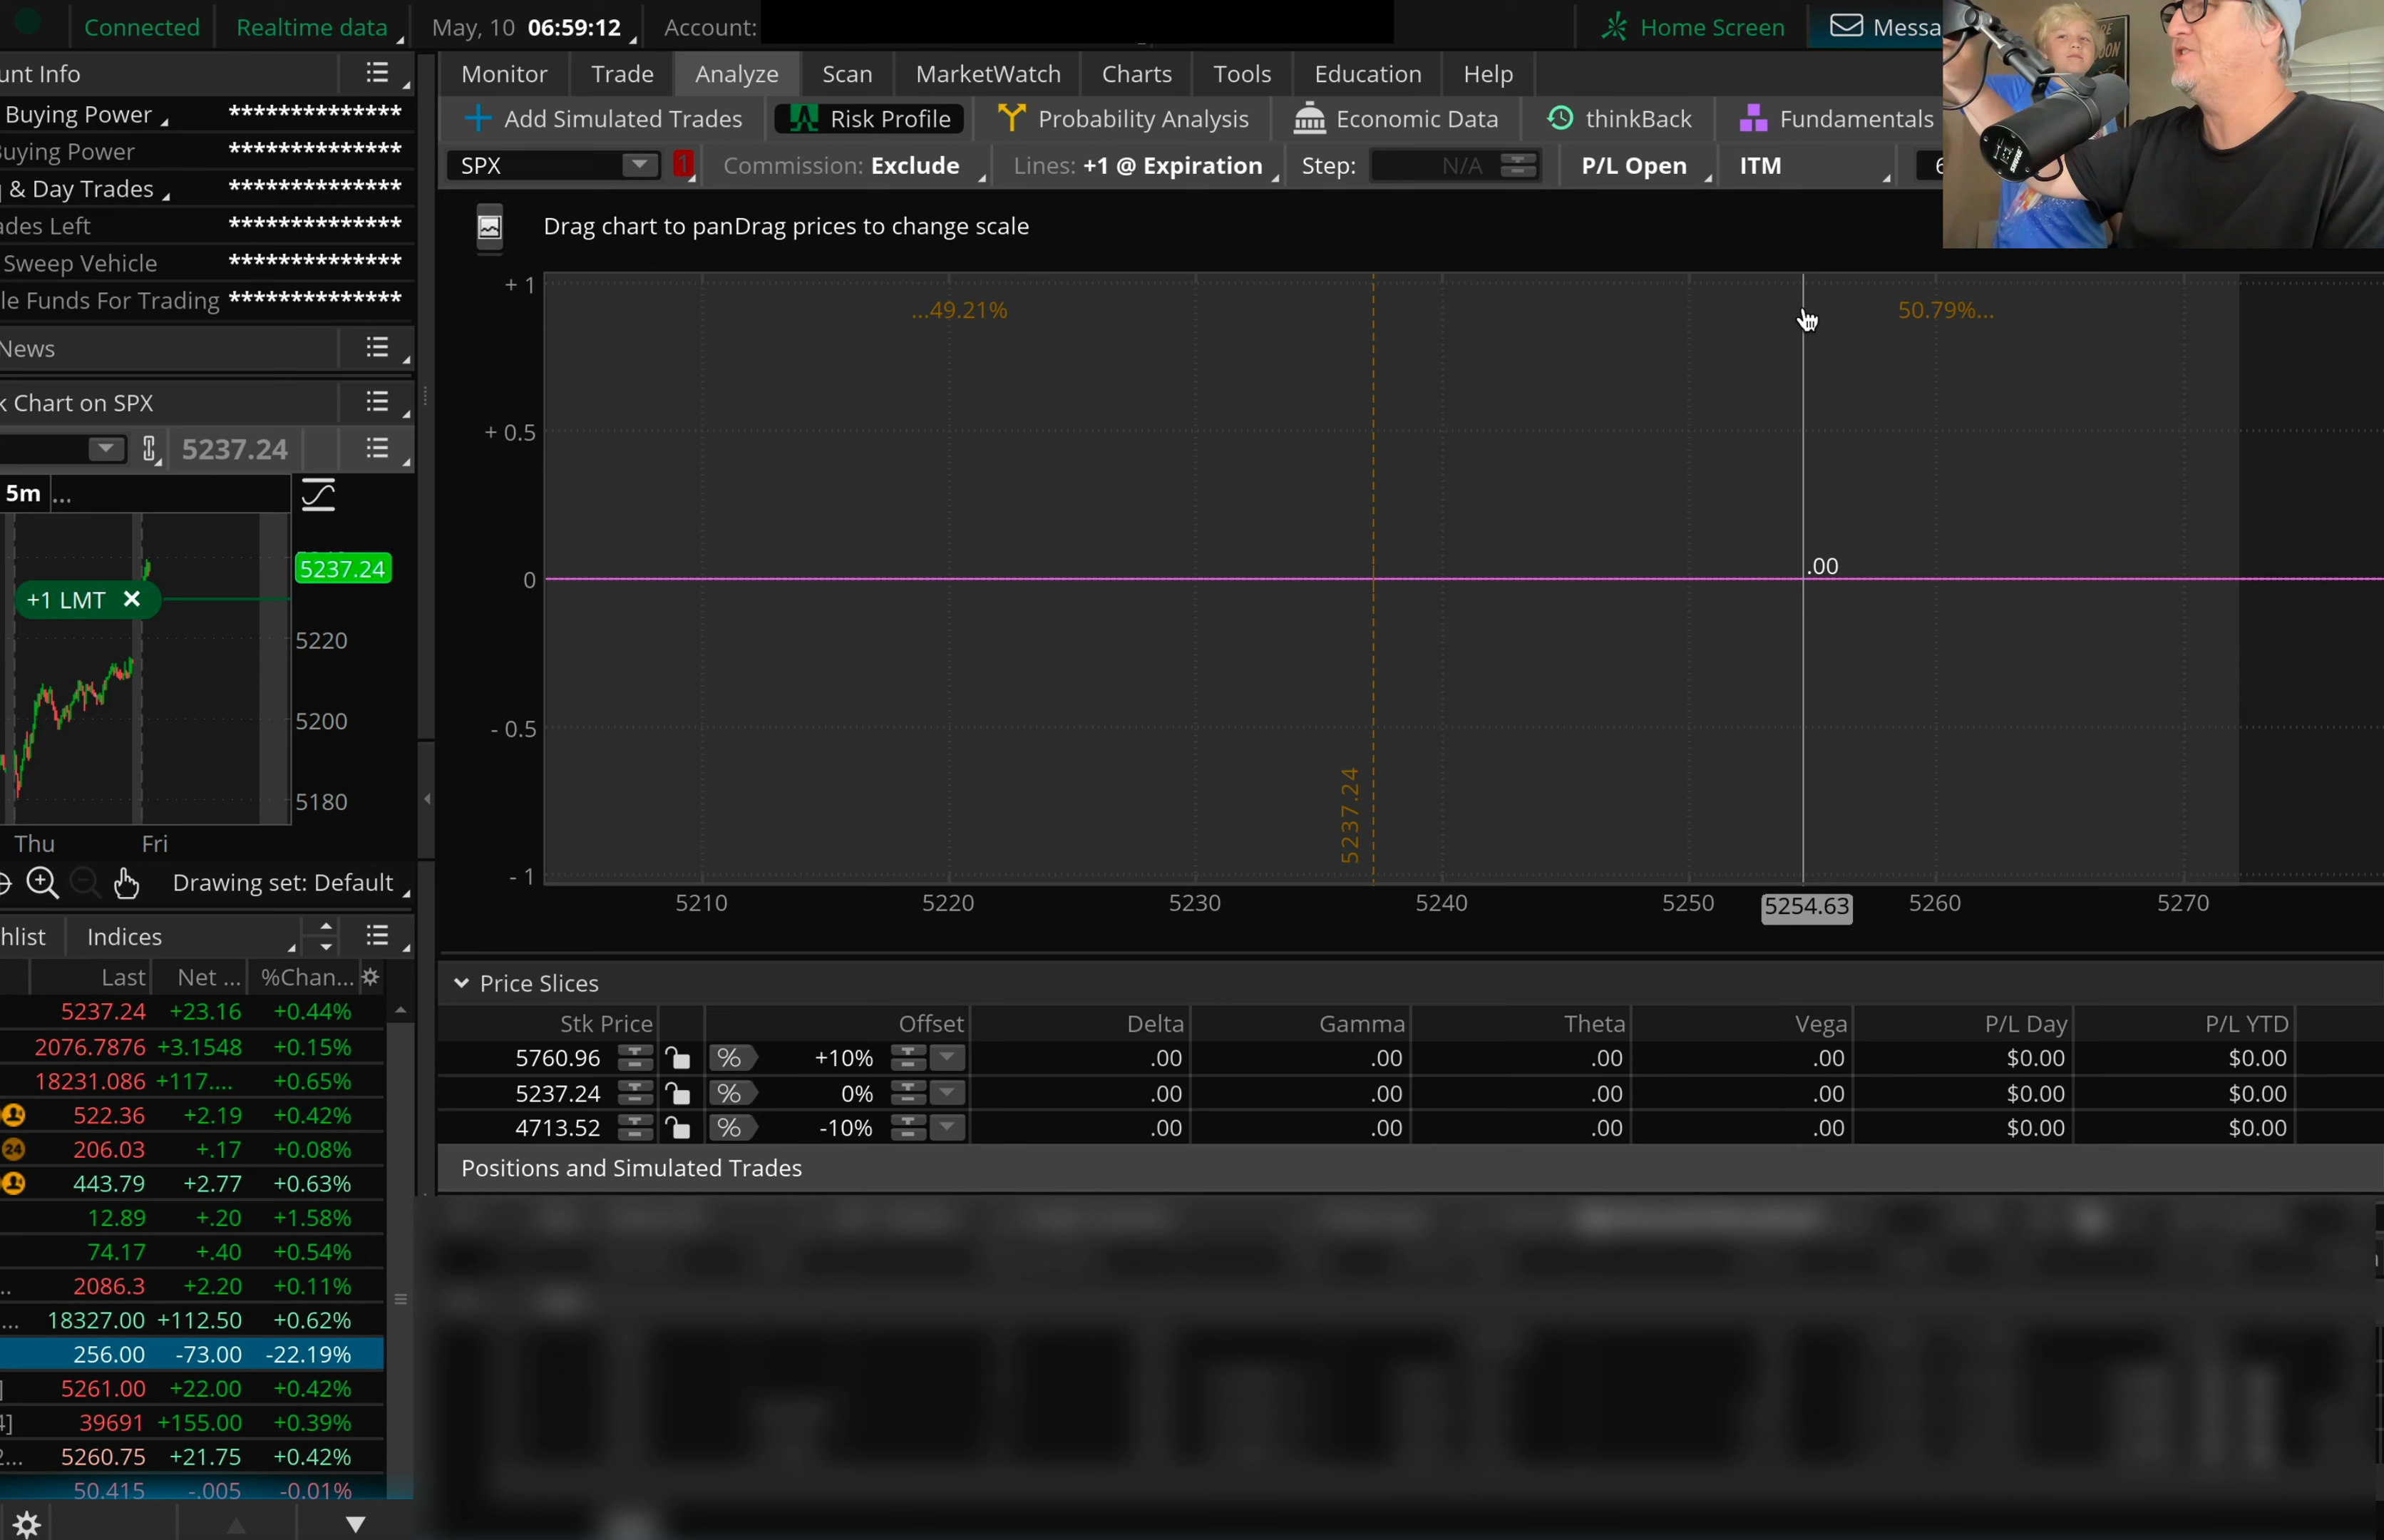 Connected Realtime data May, 10 06:59:12 Account: Home Screen Messa
unt Info
Buying Power **************
Buying Power **************
& Day Trades **************
ades Left **************
Sweep Vehicle **************
le Funds For Trading **************
News
k Chart on SPX
5237.24
5m ...
5237.24
+1 LMT
5220
5200
5180
Thu Fri
Drawing set: Default
hlist Indices
Last Net ... %Chan...
5237.24 +23.16 +0.44%
2076.7876 +3.1548 +0.15%
18231.086 +117.... +0.65%
522.36 +2.19 +0.42%
24 206.03 +.17 +0.08%
443.79 +2.77 +0.63%
12.89 +.20 +1.58%
74.17 +.40 +0.54%
.. 2086.3 +2.20 +0.11%
... 18327.00 +112.50 +0.62%
256.00 -73.00 -22.19%
] 5261.00 +22.00 +0.42%
4] 39691 +155.00 +0.39%
2... 5260.75 +21.75 +0.42%
50.415 -.005 -0.01%
Monitor Trade Analyze Scan MarketWatch Charts Tools Education Help
Add Simulated Trades Risk Profile Probability Analysis Economic Data thinkBack Fundamentals
SPX 1 Commission: Exclude Lines: +1 @ Expiration Step: N/A P/L Open ITM
Drag chart to panDrag prices to change scale
+ 1
...49.21% 50.79%...
+ 0.5
.00
0
- 0.5
5237.24
- 1
5210 5220 5230 5240 5250 5254.63 5260 5270
Price Slices
Stk Price Offset Delta Gamma Theta Vega P/L Day P/L YTD
5760.96 % +10% .00 .00 .00 .00 $0.00 $0.00
5237.24 % 0% .00 .00 .00 .00 $0.00 $0.00
4713.52 % -10% .00 .00 .00 .00 $0.00 $0.00
Positions and Simulated Trades